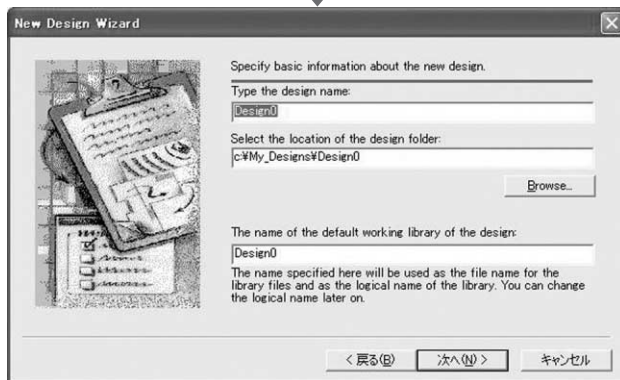 New Design Wizard
Specify basic information about the new design.
Type the design name:
Design0
Select the location of the design folder:
c:¥My_Designs¥Design0
Browse...
The name of the default working library of the design:
Design0
The name specified here will be used as the file name for the
library files and as the logical name of the library. You can change
the logical name later on.
< 戻る(B) 次へ(N) > キャンセル